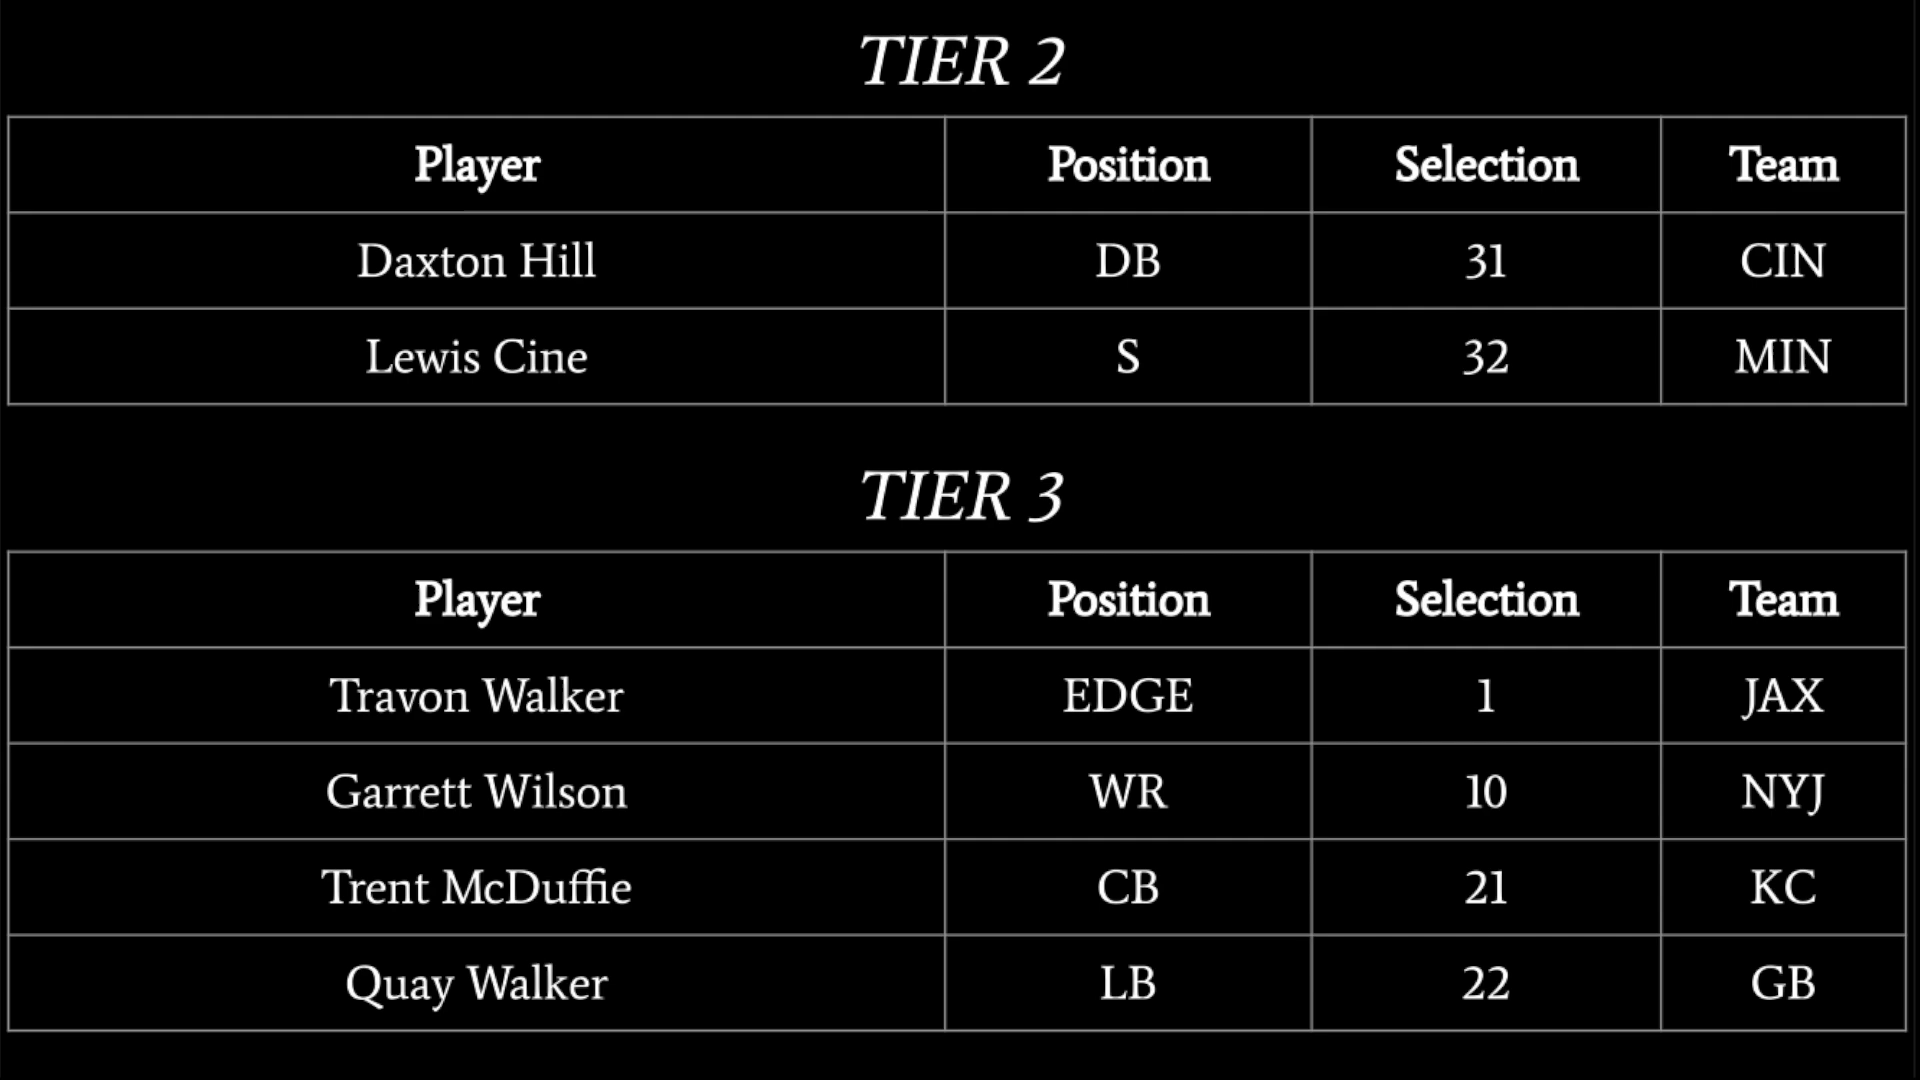 TIER 2
Player Position Selection Team
Daxton Hill DB 31 CIN
Lewis Cine S 32 MIN
TIER 3
Player Position Selection Team
Travon Walker EDGE 1 JAX
Garrett Wilson WR 10 NYJ
Trent McDuffie CB 21 KC
Quay Walker LB 22 GB